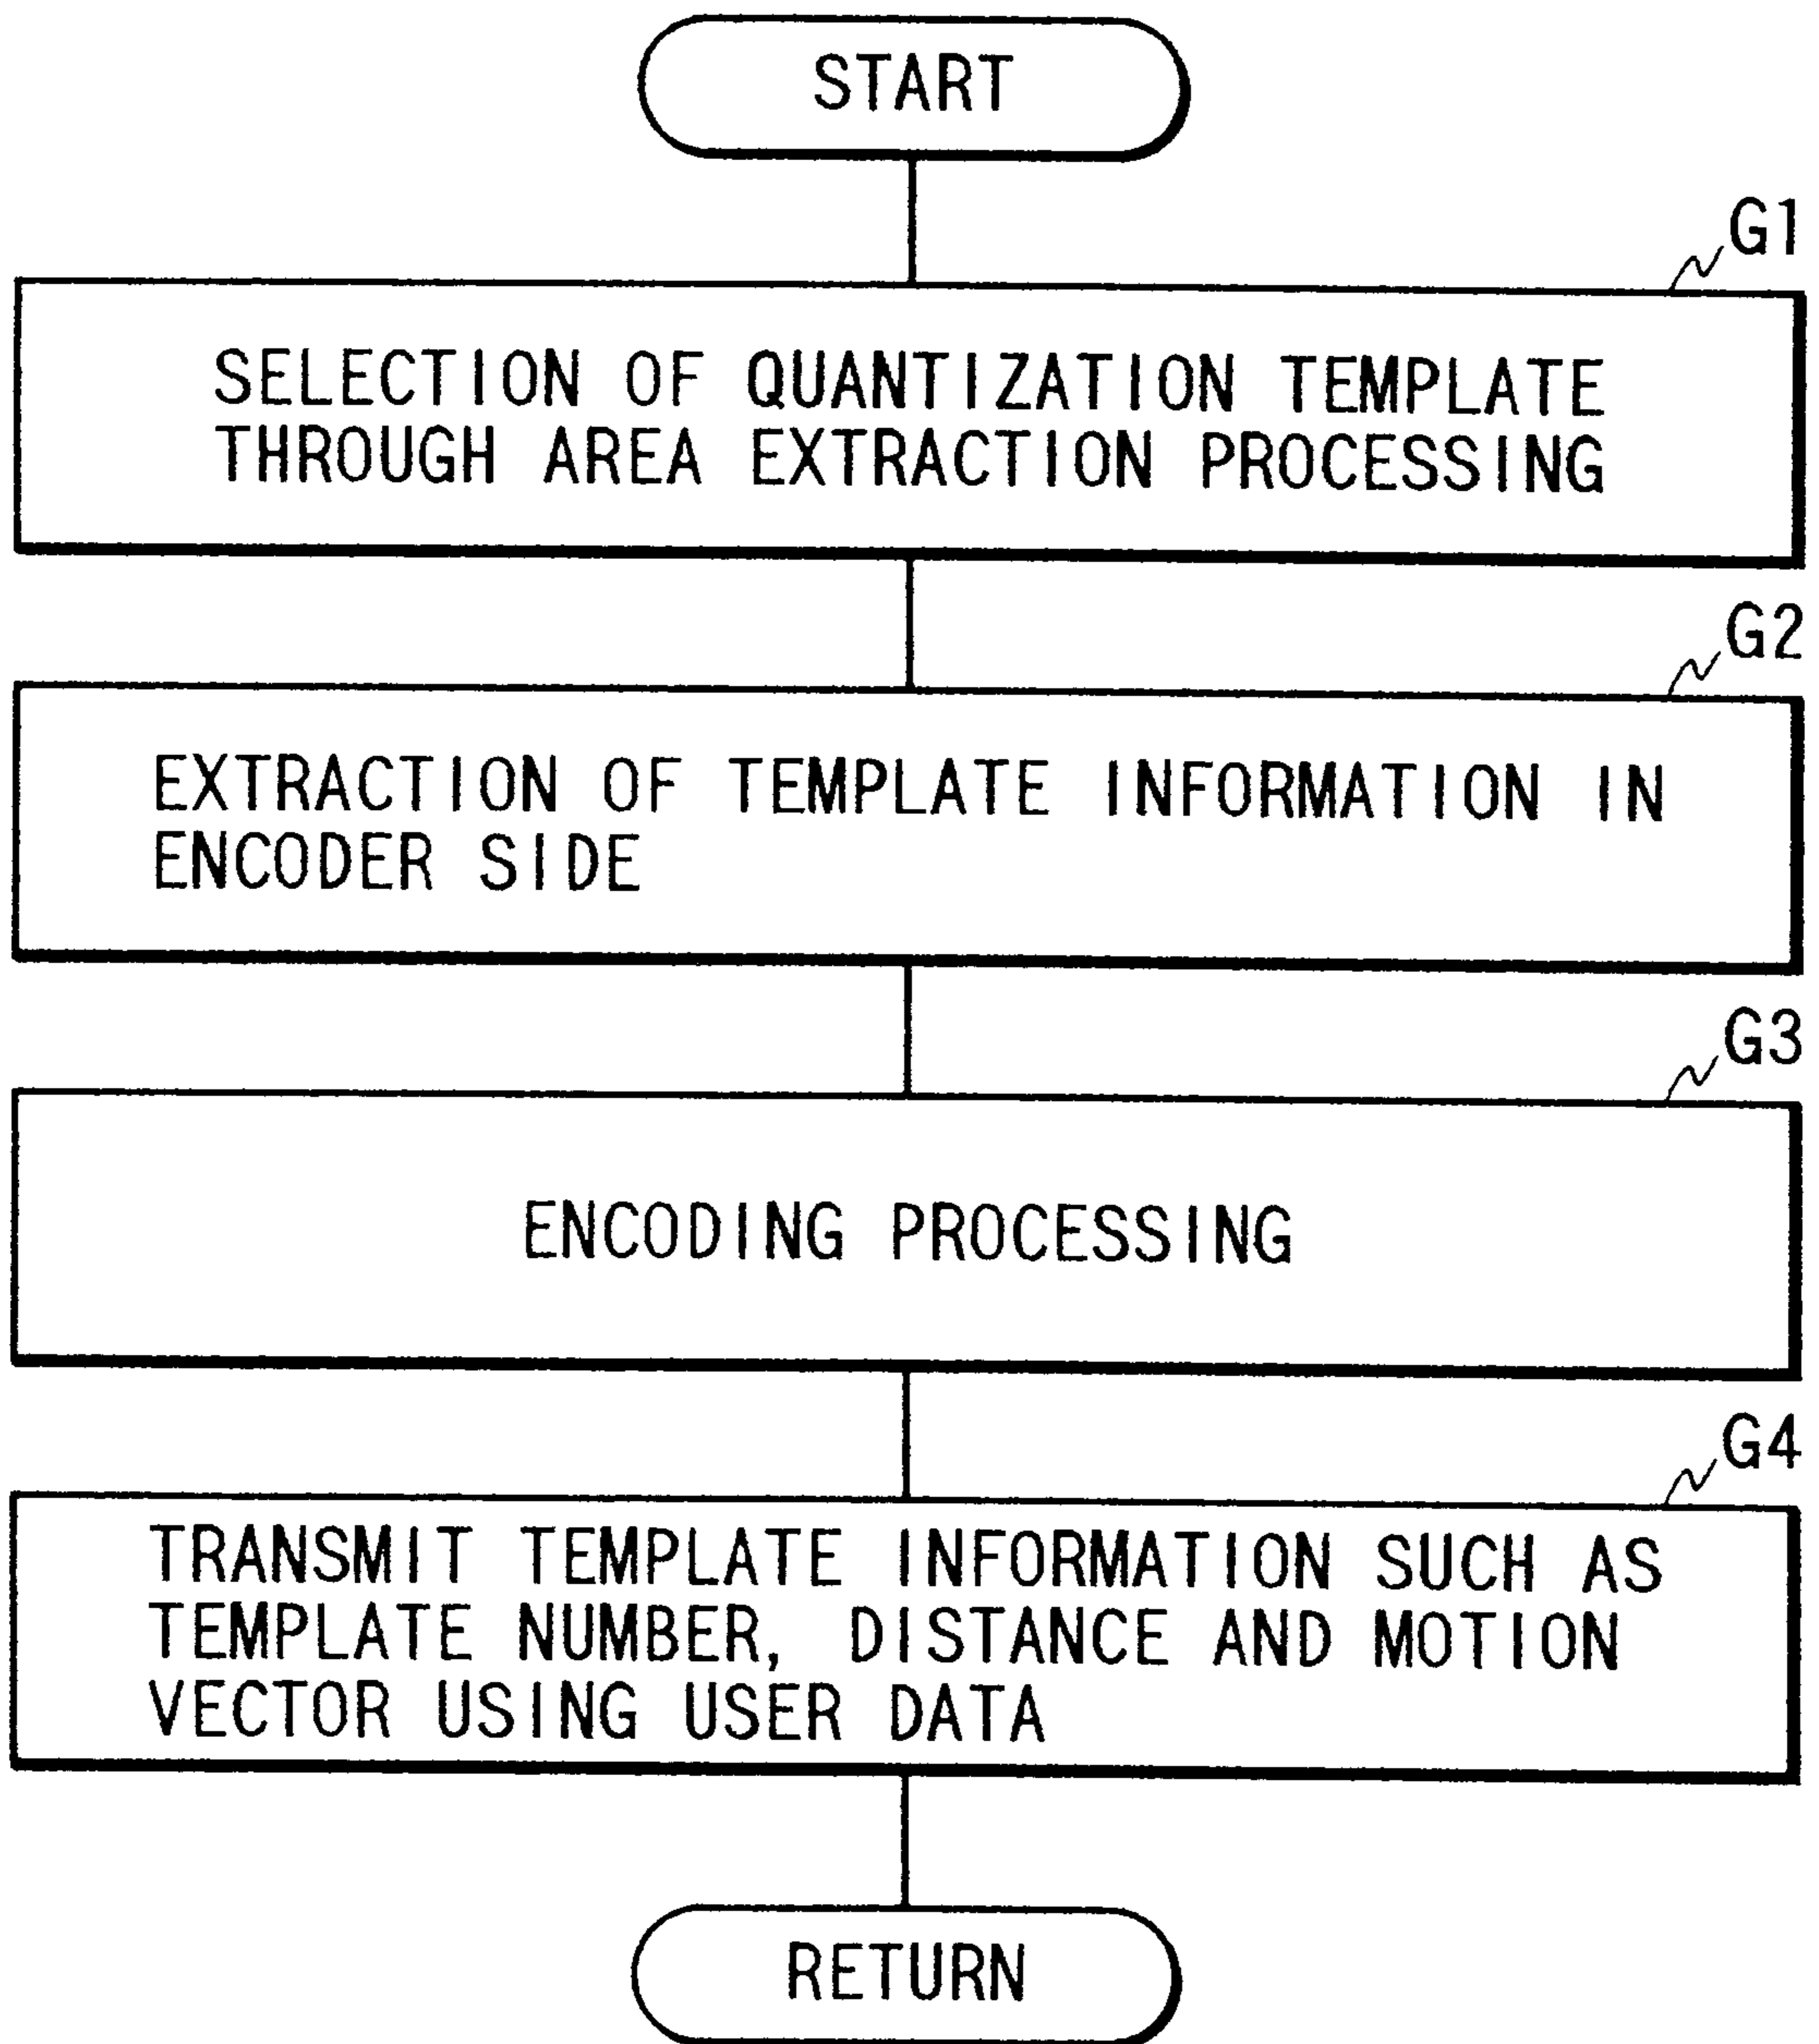 START
G1
SELECTION OF QUANTIZATION TEMPLATE
THROUGH AREA EXTRACTION PROCESSING
G2
EXTRACTION OF TEMPLATE INFORMATION IN
ENCODER SIDE
G3
ENCODING PROCESSING
G4
TRANSMIT TEMPLATE INFORMATION SUCH AS
TEMPLATE NUMBER, DISTANCE AND MOTION
VECTOR USING USER DATA
RETURN